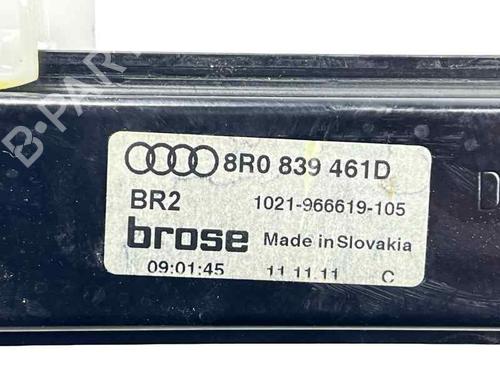 8R0 839 461D
BR2 1021-966619-105
brose Made in Slovakia
09:01:45 11.11.11 C
D
B-PARTS